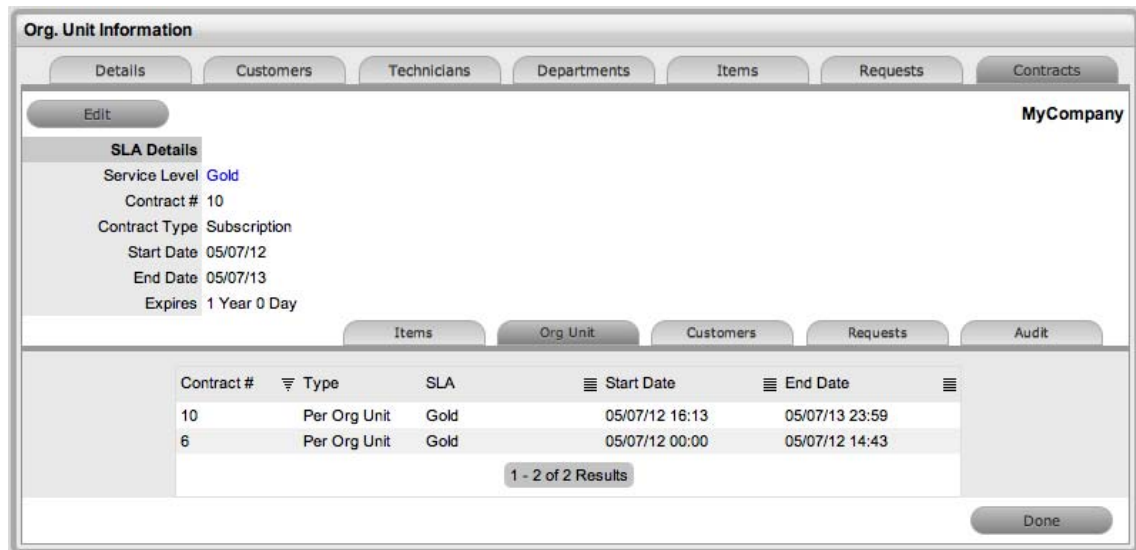 Org. Unit Information
Details Customers Technicians Departments Items Requests Contracts
Edit MyCompany
SLA Details
Service Level Gold
Contract # 10
Contract Type Subscription
Start Date 05/07/12
End Date 05/07/13
Expires 1 Year 0 Day
Items Org Unit Customers Requests Audit
Contract # Type SLA Start Date End Date
10 Per Org Unit Gold 05/07/12 16:13 05/07/13 23:59
6 Per Org Unit Gold 05/07/12 00:00 05/07/12 14:43
1 - 2 of 2 Results
Done